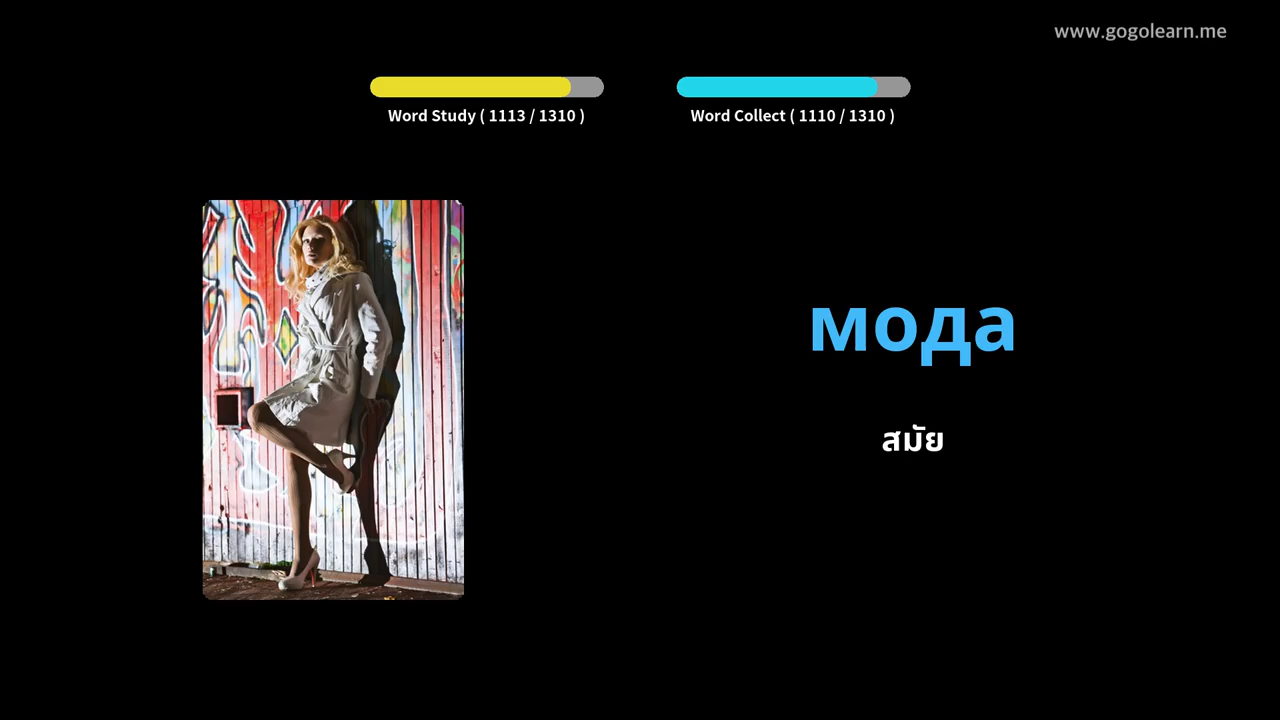 www.gogolearn.me
Word Study ( 1113 / 1310 )
Word Collect ( 1110 / 1310 )
мода
สมัย